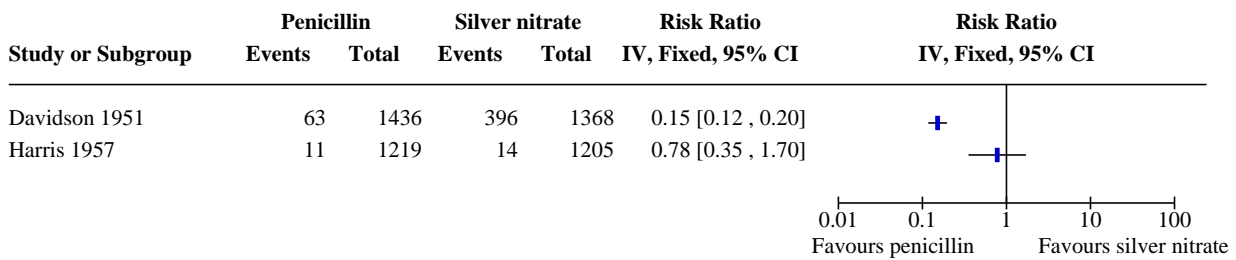 Penicillin Silver nitrate Risk Ratio Risk Ratio
Study or Subgroup Events Total Events Total IV, Fixed, 95% CI IV, Fixed, 95% CI
Davidson 1951 63 1436 396 1368 0.15 [0.12 , 0.20]
Harris 1957 11 1219 14 1205 0.78 [0.35 , 1.70]
0.01 0.1 1 10 100
Favours penicillin Favours silver nitrate